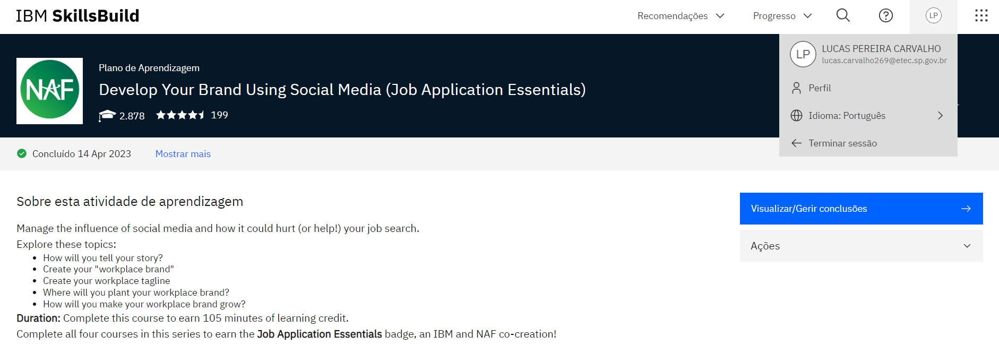 IBM SkillsBuild
Recomendações
Progresso
LP
LP
LUCAS PEREIRA CARVALHO
lucas.carvalho269@etec.sp.gov.br
Perfil
Idioma: Português
Terminar sessão
NAF
Plano de Aprendizagem
Develop Your Brand Using Social Media (Job Application Essentials)
2.878 199
Concluído 14 Apr 2023 Mostrar mais
Sobre esta atividade de aprendizagem
Manage the influence of social media and how it could hurt (or help!) your job search.
Explore these topics:
• How will you tell your story?
• Create your "workplace brand"
• Create your workplace tagline
• Where will you plant your workplace brand?
• How will you make your workplace brand grow?
Duration: Complete this course to earn 105 minutes of learning credit.
Complete all four courses in this series to earn the Job Application Essentials badge, an IBM and NAF co-creation!
Visualizar/Gerir conclusões
Ações